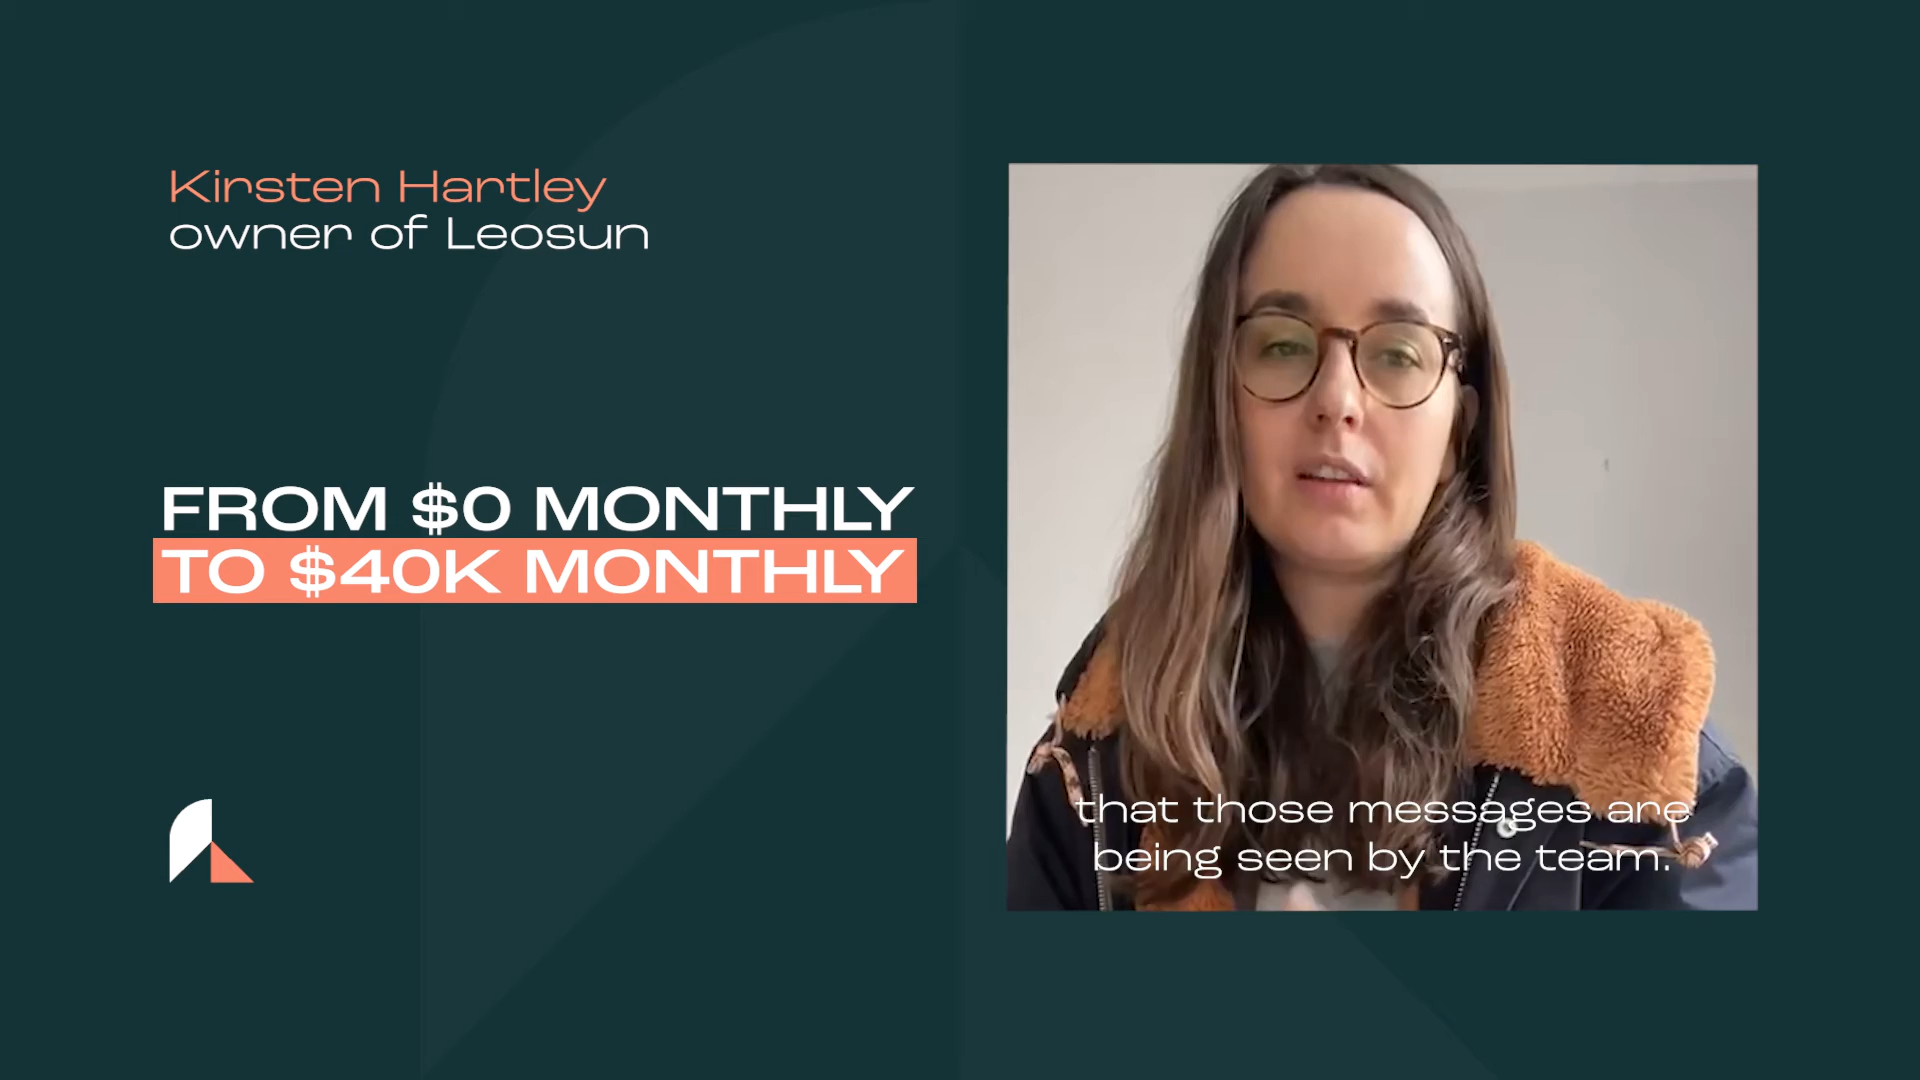 Kirsten Hartley
owner of Leosun
FROM $0 MONTHLY
TO $40K MONTHLY
that those messages are
being seen by the team.